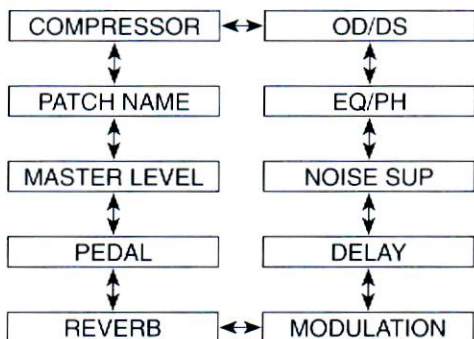 COMPRESSOR OD/DS
PATCH NAME EQ/PH
MASTER LEVEL NOISE SUP
PEDAL DELAY
REVERB MODULATION